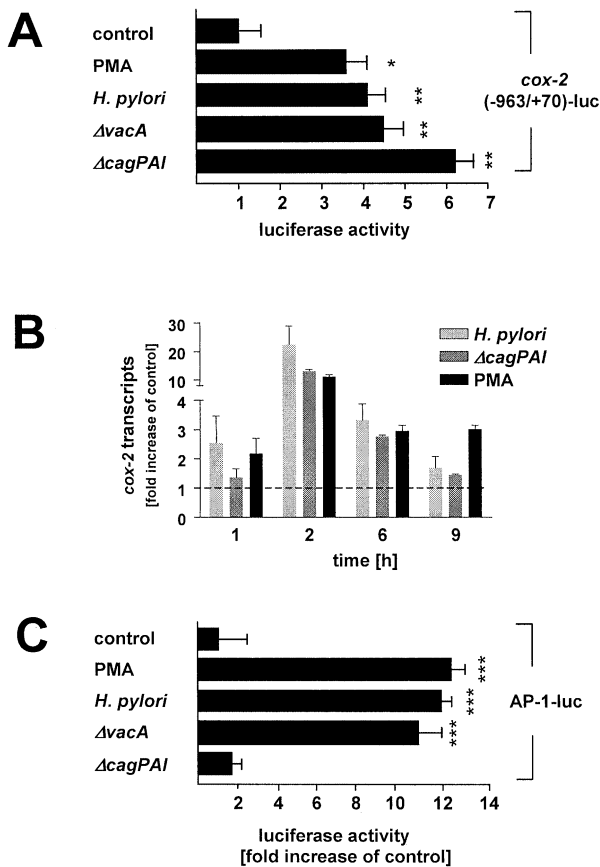 A
control
PMA
*
H. pylori
**
ΔvacA
**
ΔcagPAI
**
cox-2
(-963/+70)-luc
1 2 3 4 5 6 7
luciferase activity
B
cox-2 transcripts
[fold increase of control]
30
20
10
4
3
2
1
0
H. pylori
ΔcagPAI
PMA
1 2 6 9
time [h]
C
control
PMA
***
H. pylori
***
ΔvacA
***
ΔcagPAI
AP-1-luc
2 4 6 8 10 12 14
luciferase activity
[fold increase of control]